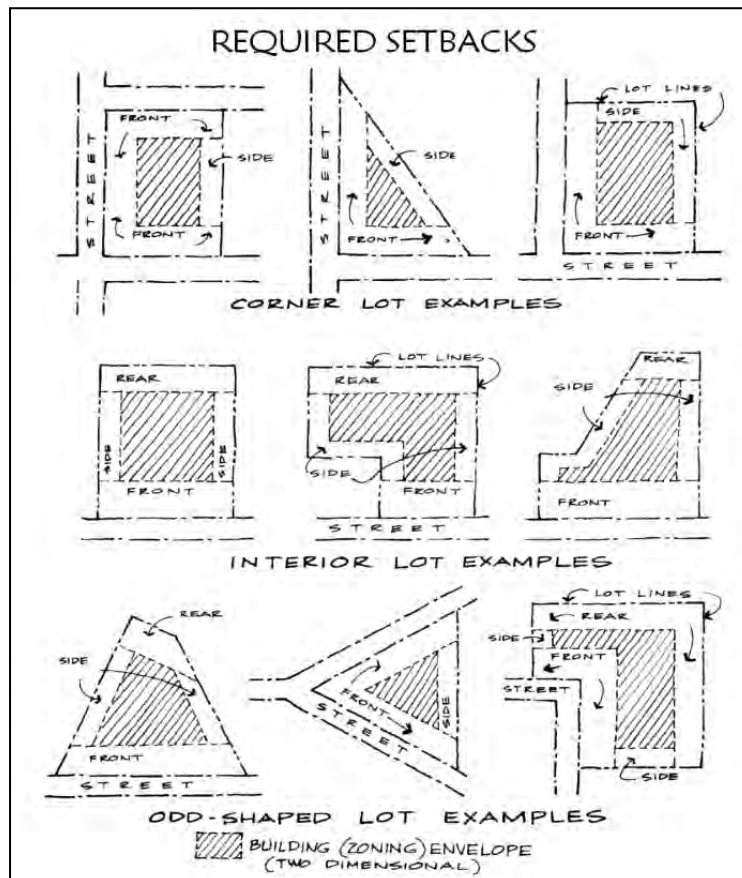 REQUIRED SETBACKS
FRONT
SIDE
FRONT
STREET
SIDE
FRONT
STREET
LOT LINES
SIDE
FRONT
STREET
CORNER LOT EXAMPLES
REAR
SIDE
SIDE
FRONT
LOT LINES
REAR
SIDE
FRONT
STREET
REAR
SIDE
FRONT
INTERIOR LOT EXAMPLES
REAR
SIDE
FRONT
STREET
FRONT
SIDE
STREET
LOT LINES
REAR
SIDE
FRONT
STREET
SIDE
ODD-SHAPED LOT EXAMPLES
BUILDING (ZONING) ENVELOPE
(TWO DIMENSIONAL)